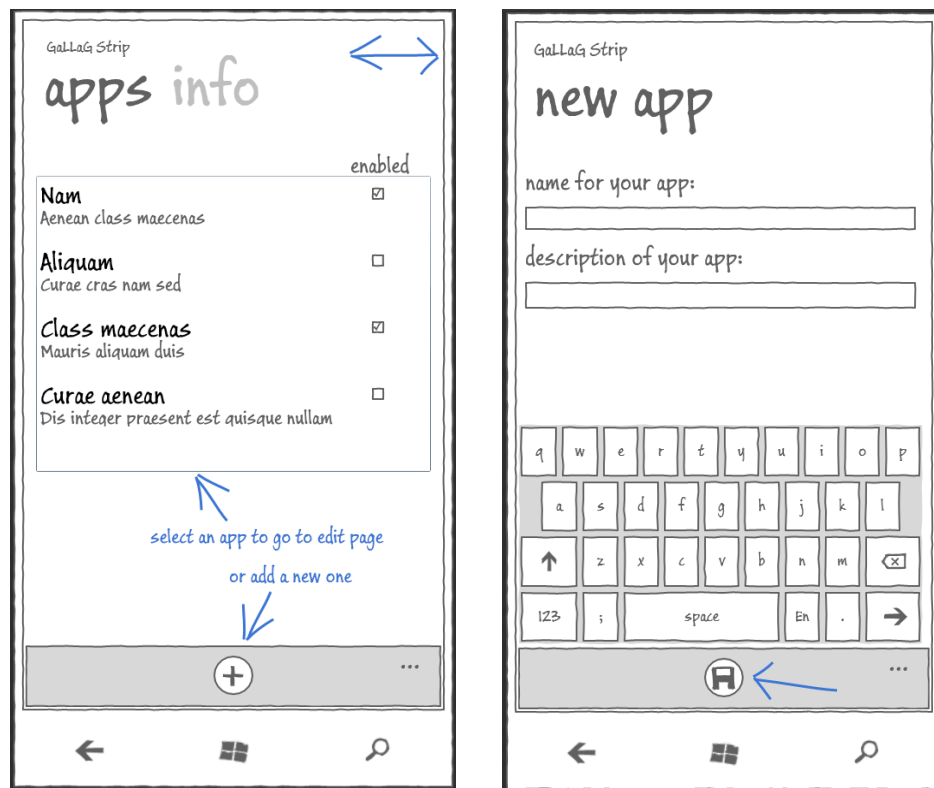 GaLLaG Strip
apps info
enabled
Nam
Aenean class maecenas
Aliquam
Curae cras nam sed
Class maecenas
Mauris aliquam duis
Curae aenean
Dis integer praesent est quisque nullam
select an app to go to edit page
or add a new one
...
GaLLaG Strip
new app
name for your app:
description of your app:
q w e r t y u i o p
a s d f g h j k l
z x c v b n m
123 ; space En .
...